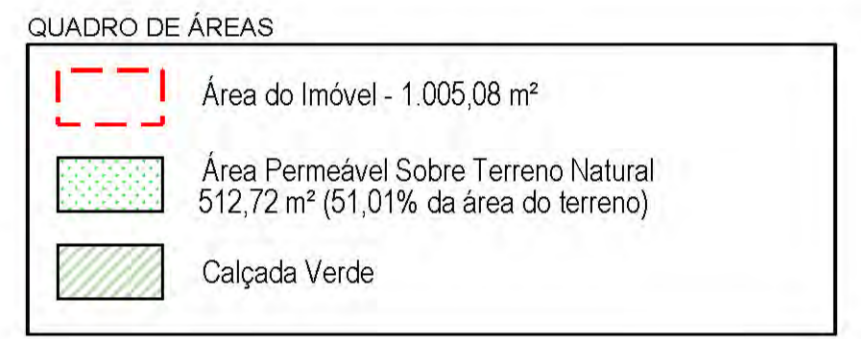 QUADRO DE ÁREAS
Área do Imóvel - 1.005,08 m²
Área Permeável Sobre Terreno Natural
512,72 m² (51,01% da área do terreno)
Calçada Verde